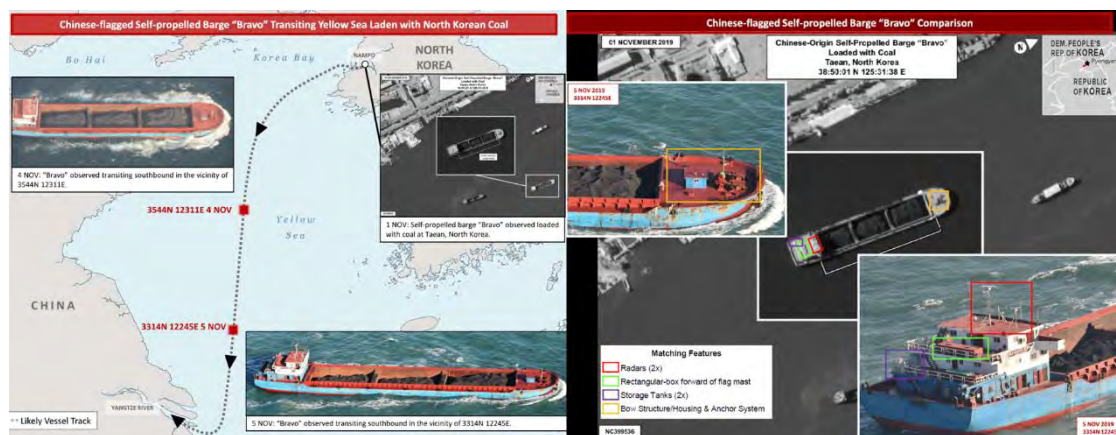 Chinese-flagged Self-propelled Barge “Bravo” Transiting Yellow Sea Laden with North Korean Coal
Bo Hai
Korea Bay
NAMPO
NORTH
KOREA
4 NOV: "Bravo" observed transiting southbound in the vicinity of
3544N 12311E.
1 NOV: Self-propelled barge "Bravo" observed loaded
with coal at Taean, North Korea.
3544N 12311E 4 NOV
Yellow
Sea
CHINA
3314N 12245E 5 NOV
YANGTZE RIVER
Likely Vessel Track
5 NOV: "Bravo" observed transiting southbound in the vicinity of 3314N 12245E.
Chinese-flagged Self-propelled Barge “Bravo” Comparison
01 NOVEMBER 2019
Chinese-Origin Self-Propelled Barge "Bravo"
Loaded with Coal
Taean, North Korea
38:50:01 N 125:31:38 E
N
DEM. PEOPLE'S
REP OF KOREA
Pyongyang
REPUBLIC
OF KOREA
5 NOV 2019
3314N 12245E
Matching Features
Radars (2x)
Rectangular-box forward of flag mast
Storage Tanks (2x)
Bow Structure/Housing & Anchor System
NC399536
5 NOV 2019
3314N 12245E